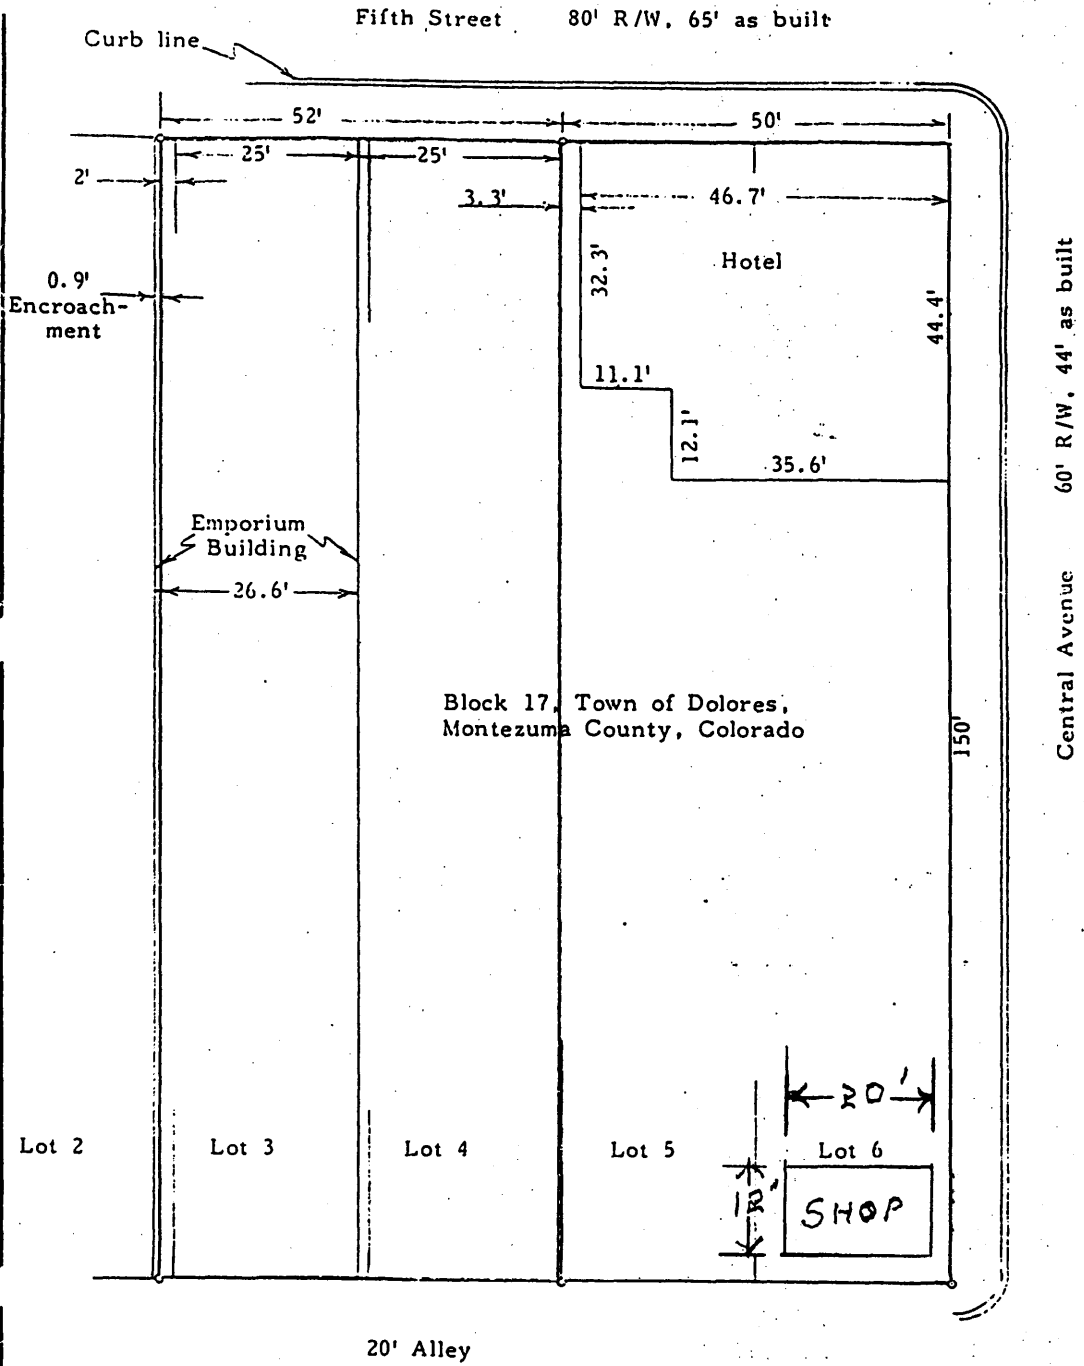 Fifth Street 80' R/W, 65' as built
Curb line
52'
50'
25'
25'
2'
3.3'
46.7'
32.3'
Hotel
0.9'
Encroach-
ment
44.4'
60' R/W, 44' as built
11.1'
12.1'
35.6'
Emporium
Building
26.6'
Central Avenue
Block 17, Town of Dolores,
Montezuma County, Colorado
150'
20'
Lot 2
Lot 3
Lot 4
Lot 5
Lot 6
SHOP
20' Alley